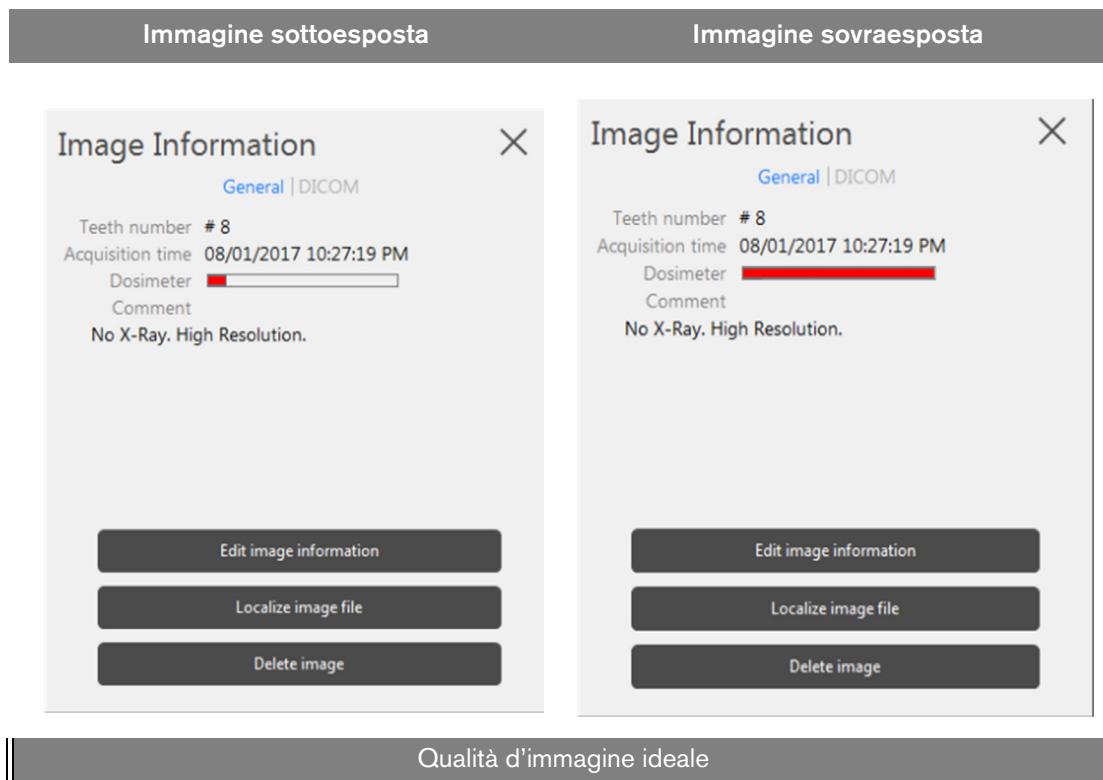 Immagine sottoesposta
Immagine sovraesposta
Image Information
General | DICOM
Teeth number # 8
Acquisition time 08/01/2017 10:27:19 PM
Dosimeter
Comment
No X-Ray. High Resolution.
Edit image information
Localize image file
Delete image
Image Information
General | DICOM
Teeth number # 8
Acquisition time 08/01/2017 10:27:19 PM
Dosimeter
Comment
No X-Ray. High Resolution.
Edit image information
Localize image file
Delete image
Qualità d’immagine ideale